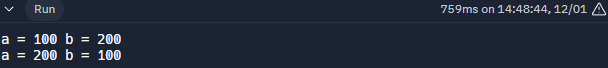 Run
759ms on 14:48:44, 12/01
a = 100 b = 200
a = 200 b = 100